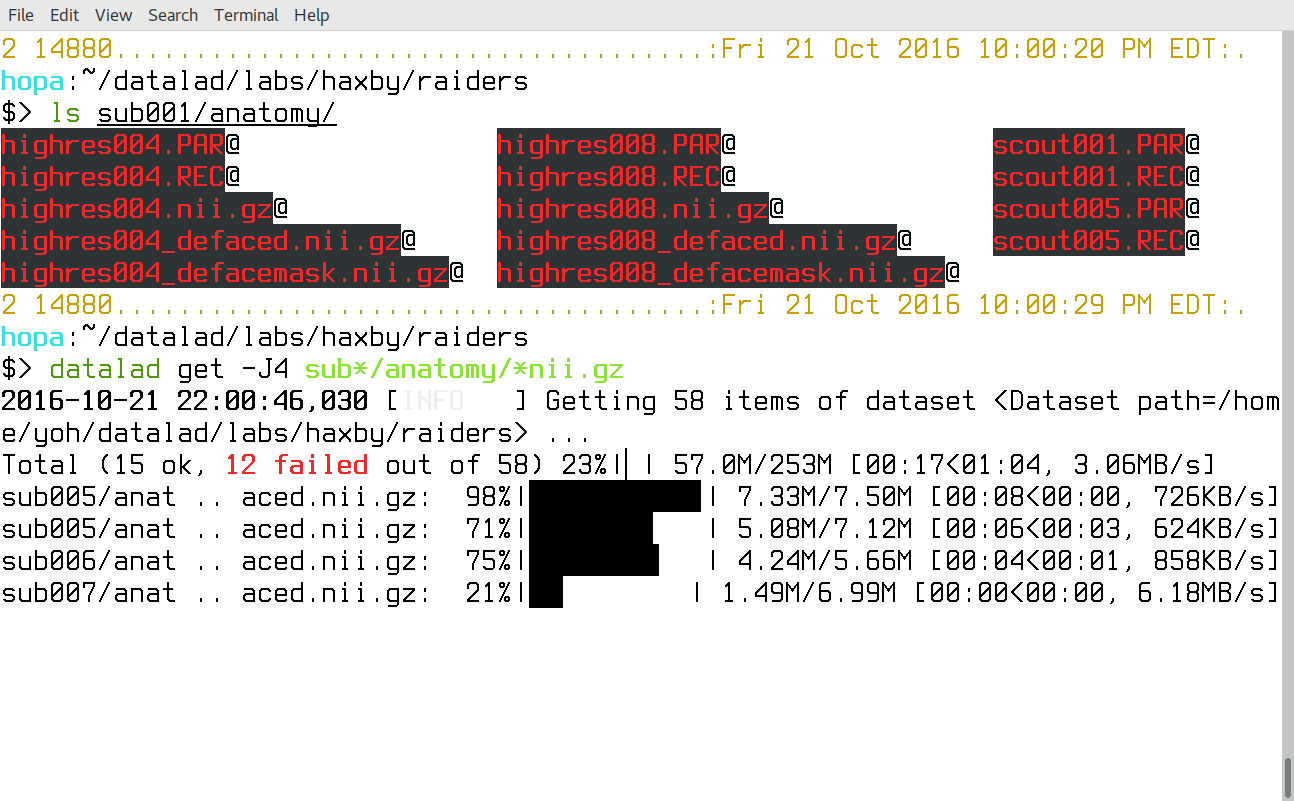 File Edit View Search Terminal Help
2 14880.....................................:Fri 21 Oct 2016 10:00:20 PM EDT:.
hopa:~/datalad/labs/haxby/raiders
$> ls sub001/anatomy/
highres004.PAR@ highres008.PAR@ scout001.PAR@
highres004.REC@ highres008.REC@ scout001.REC@
highres004.nii.gz@ highres008.nii.gz@ scout005.PAR@
highres004_defaced.nii.gz@ highres008_defaced.nii.gz@ scout005.REC@
highres004_defacemask.nii.gz@ highres008_defacemask.nii.gz@
2 14880.....................................:Fri 21 Oct 2016 10:00:29 PM EDT:.
hopa:~/datalad/labs/haxby/raiders
$> datalad get -J4 sub*/anatomy/*nii.gz
2016-10-21 22:00:46,030 [INFO   ] Getting 58 items of dataset <Dataset path=/hom
e/yoh/datalad/labs/haxby/raiders> ...
Total (15 ok, 12 failed out of 58) 23%| | 57.0M/253M [00:17<01:04, 3.06MB/s]
sub005/anat .. aced.nii.gz:  98%| | 7.33M/7.50M [00:08<00:00, 726KB/s]
sub005/anat .. aced.nii.gz:  71%| | 5.08M/7.12M [00:06<00:03, 624KB/s]
sub006/anat .. aced.nii.gz:  75%| | 4.24M/5.66M [00:04<00:01, 858KB/s]
sub007/anat .. aced.nii.gz:  21%| | 1.49M/6.99M [00:00<00:00, 6.18MB/s]